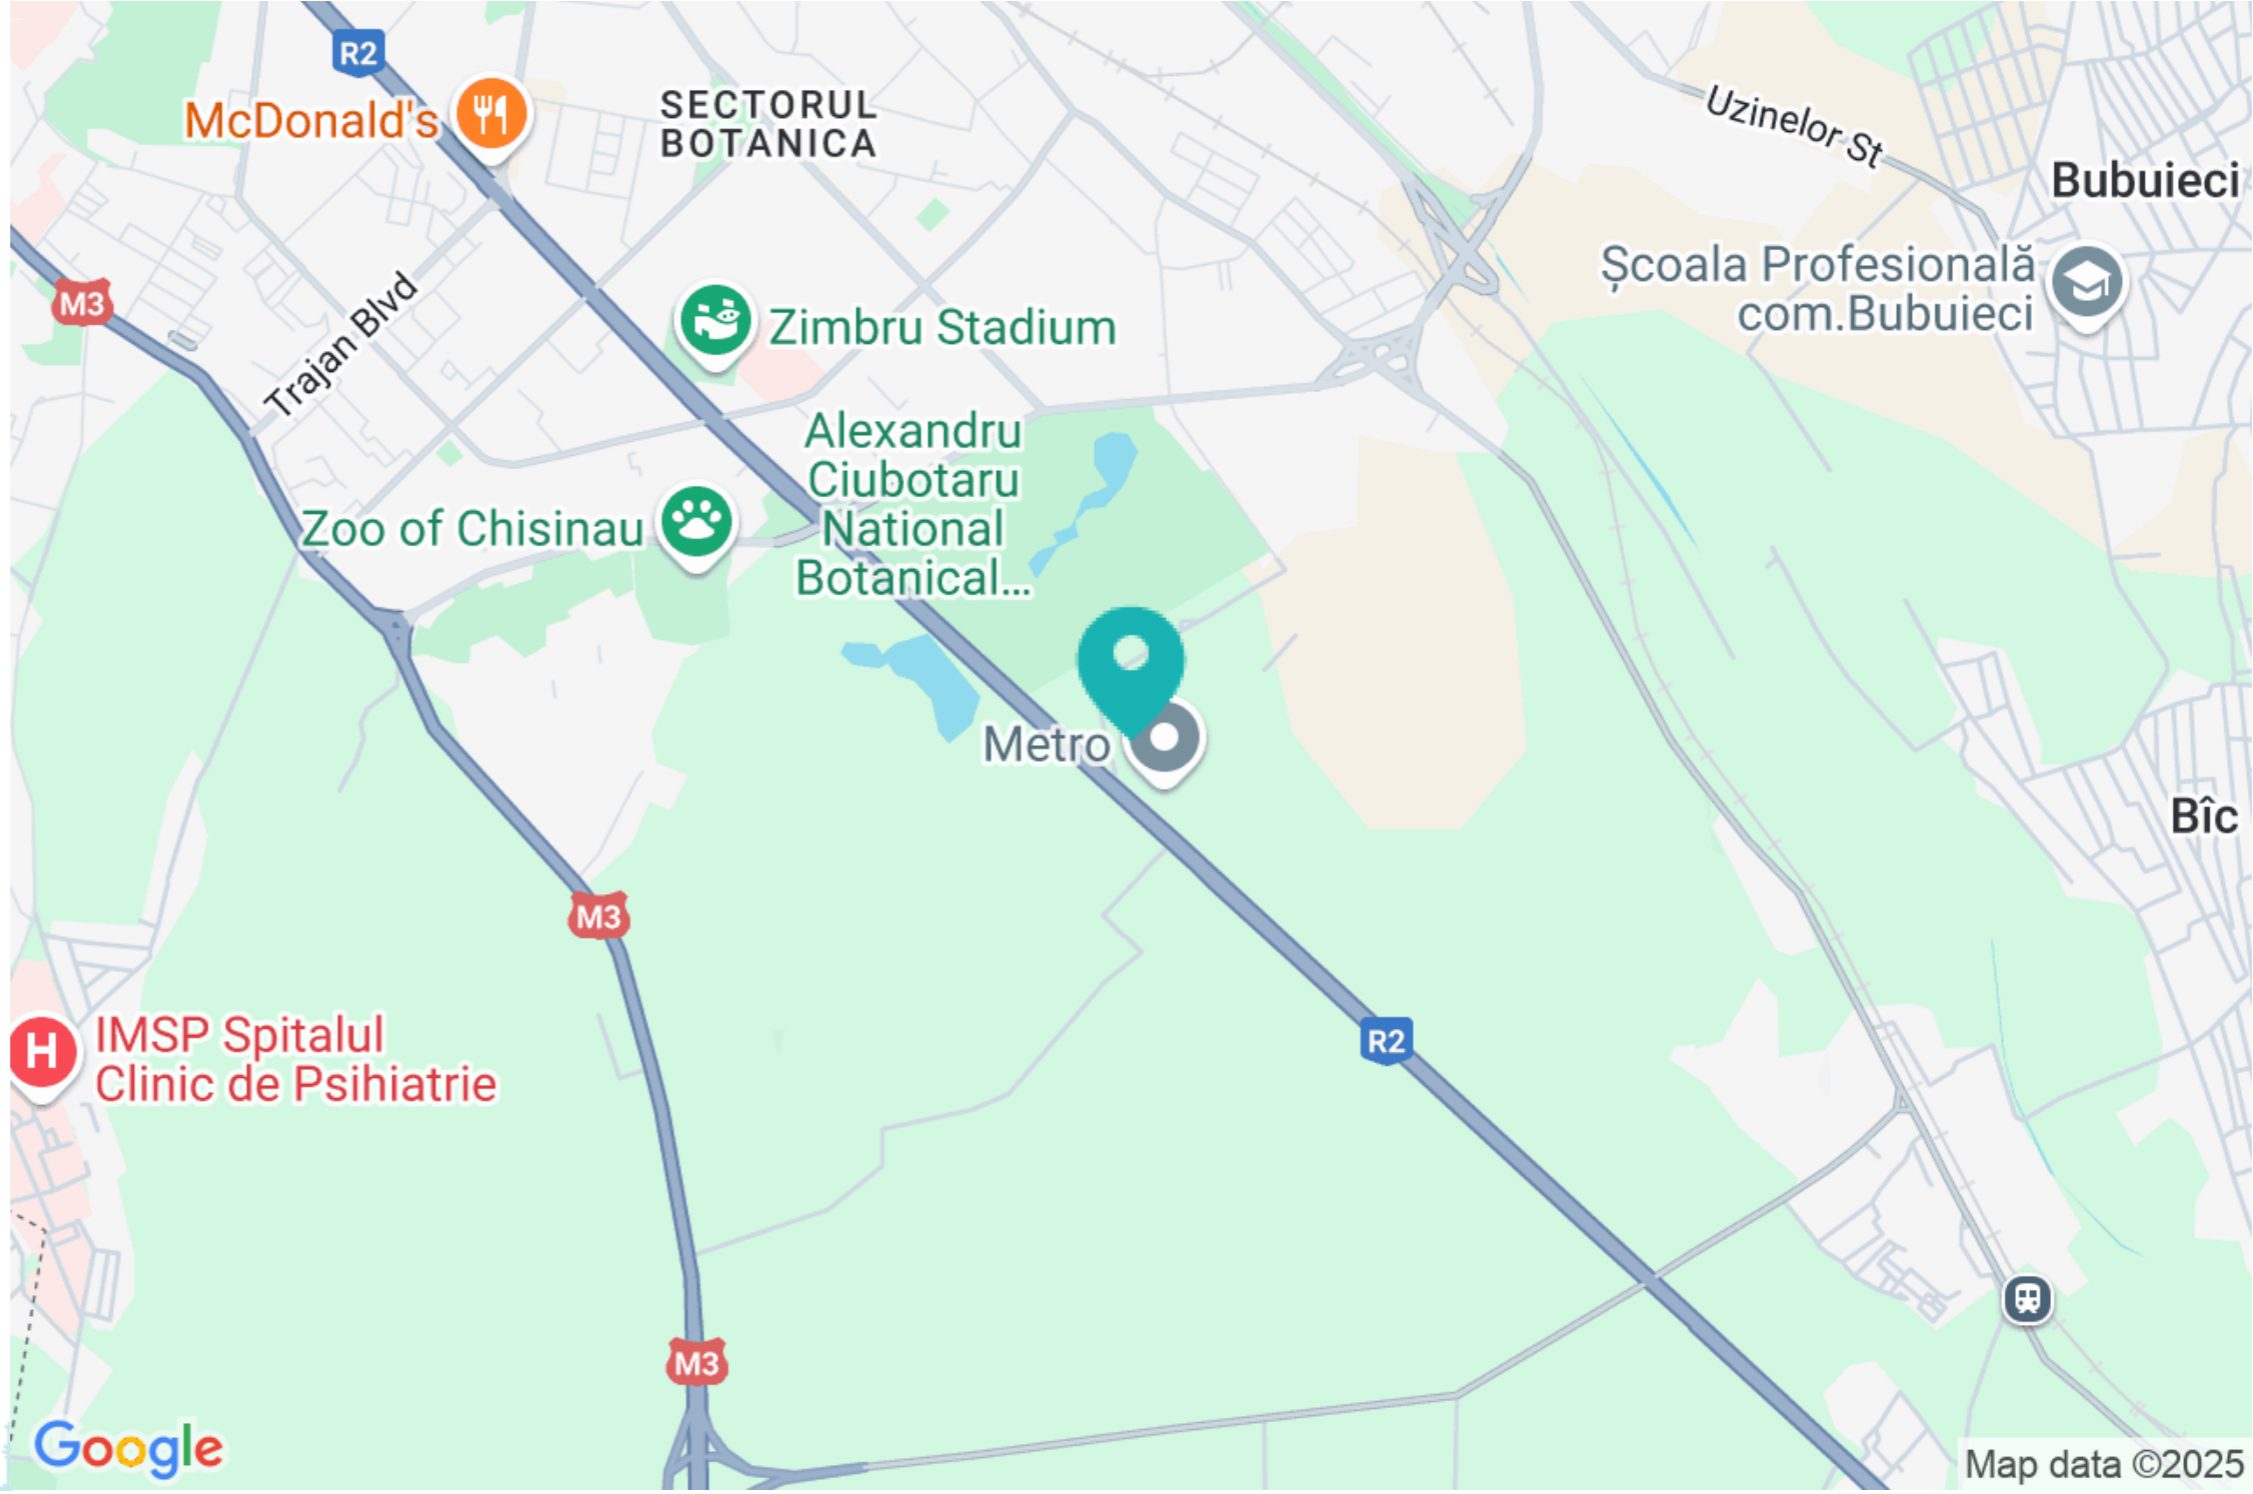 R2
McDonald's
SECTORUL
BOTANICA
Uzinelor St
Bubuieci
Școala Profesională
com.Bubuieci
M3
Trajan Blvd
Zimbru Stadium
Alexandru
Ciubotaru
National
Botanical...
Zoo of Chisinau
Metro
Bîc
M3
IMSP Spitalul
Clinic de Psihiatrie
H
R2
M3
Google
Map data ©2025